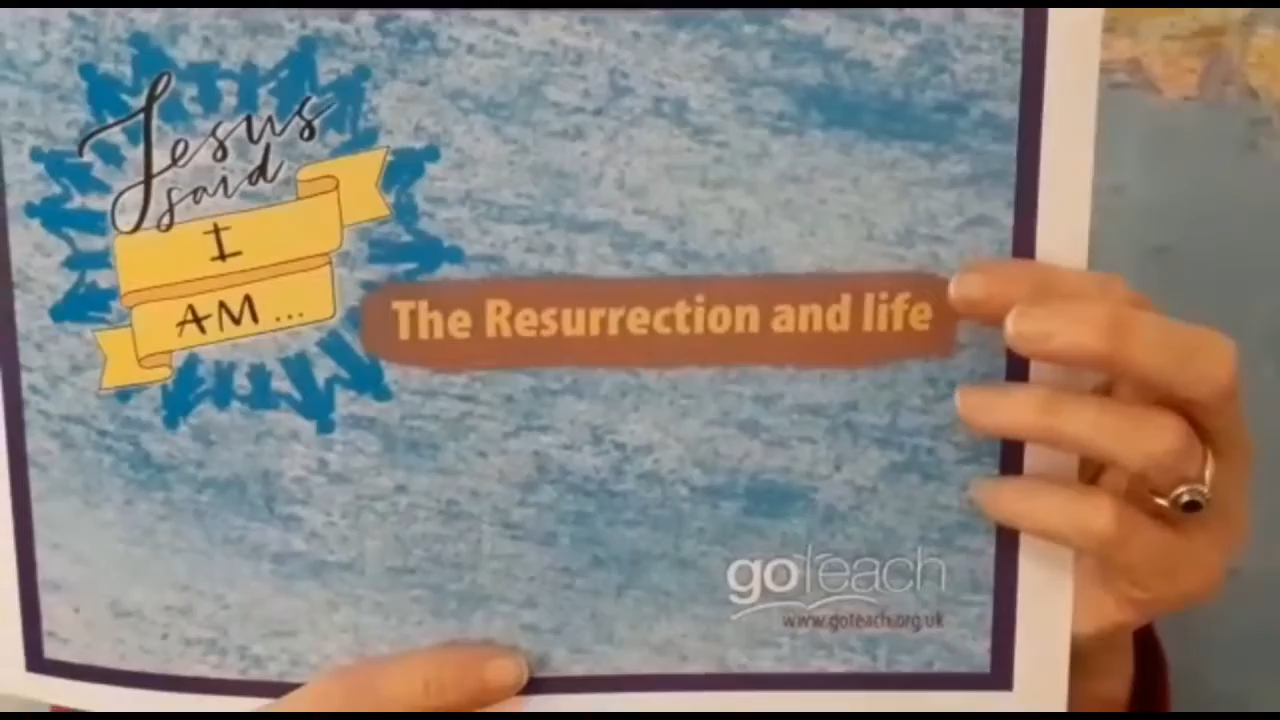 Jesus
said
I
AM...
The Resurrection and life
goTeach
www.goteach.org.uk